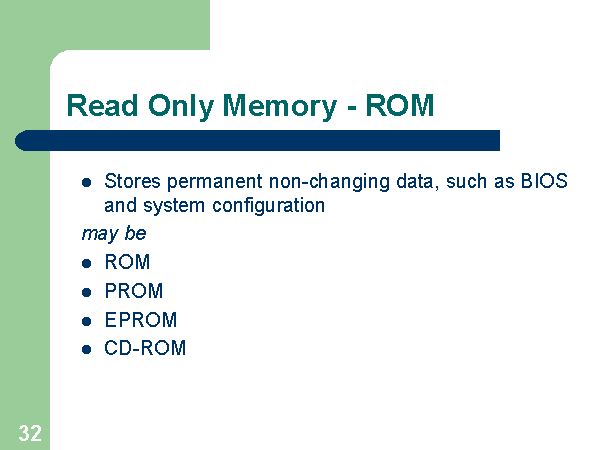 Read Only Memory - ROM
● Stores permanent non-changing data, such as BIOS
and system configuration
may be
● ROM
● PROM
● EPROM
● CD-ROM
32